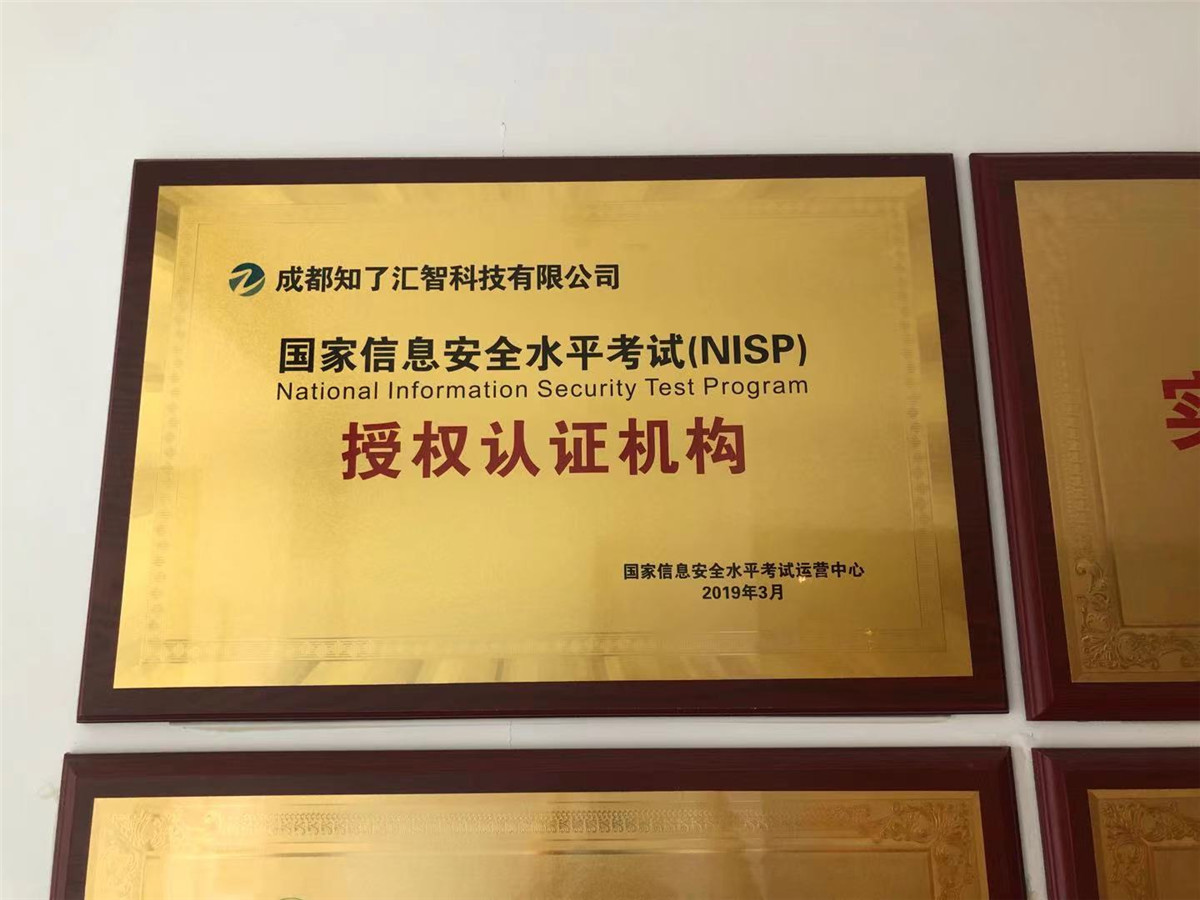 成都知了汇智科技有限公司
国家信息安全水平考试(NISP)
National Information Security Test Program
授权认证机构
国家信息安全水平考试运营中心
2019年3月
实